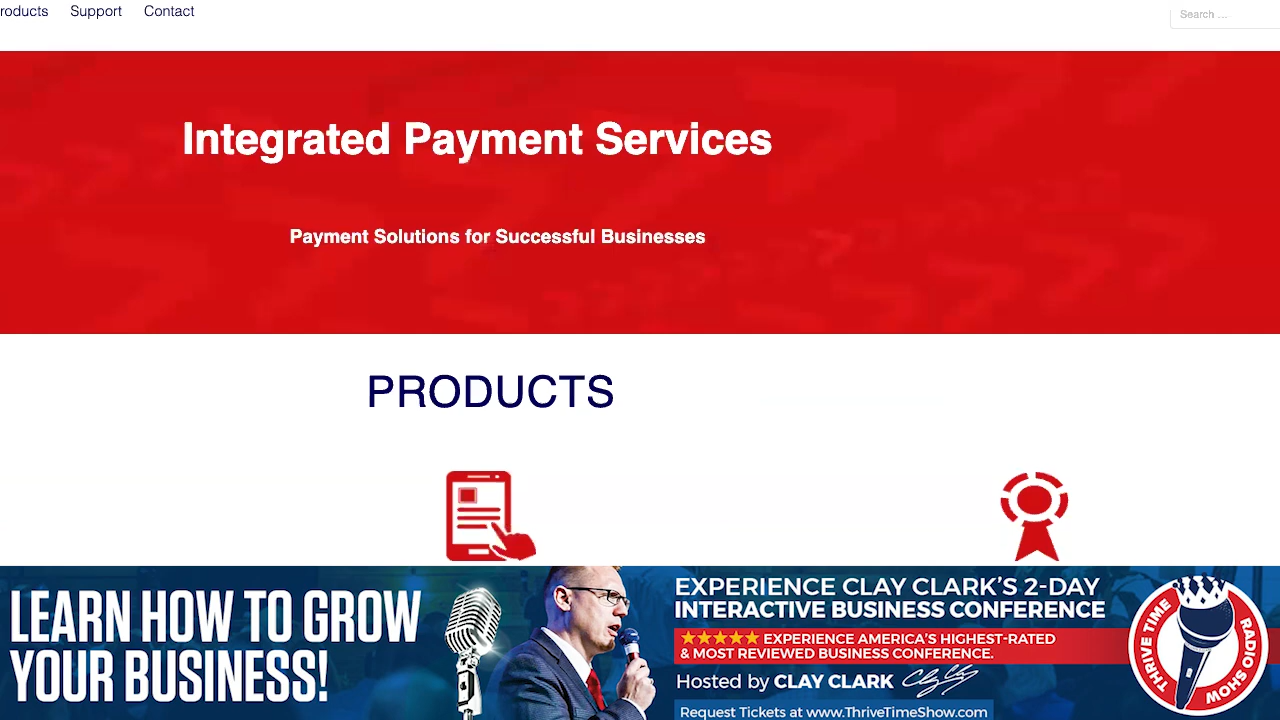 roducts Support Contact
Search ...
Integrated Payment Services
Payment Solutions for Successful Businesses
PRODUCTS
LEARN HOW TO GROW
YOUR BUSINESS!
EXPERIENCE CLAY CLARK'S 2-DAY
INTERACTIVE BUSINESS CONFERENCE
EXPERIENCE AMERICA'S HIGHEST-RATED
& MOST REVIEWED BUSINESS CONFERENCE.
Hosted by CLAY CLARK
Request Tickets at www.ThriveTimeShow.com
THRIVE TIME
RADIO SHOW